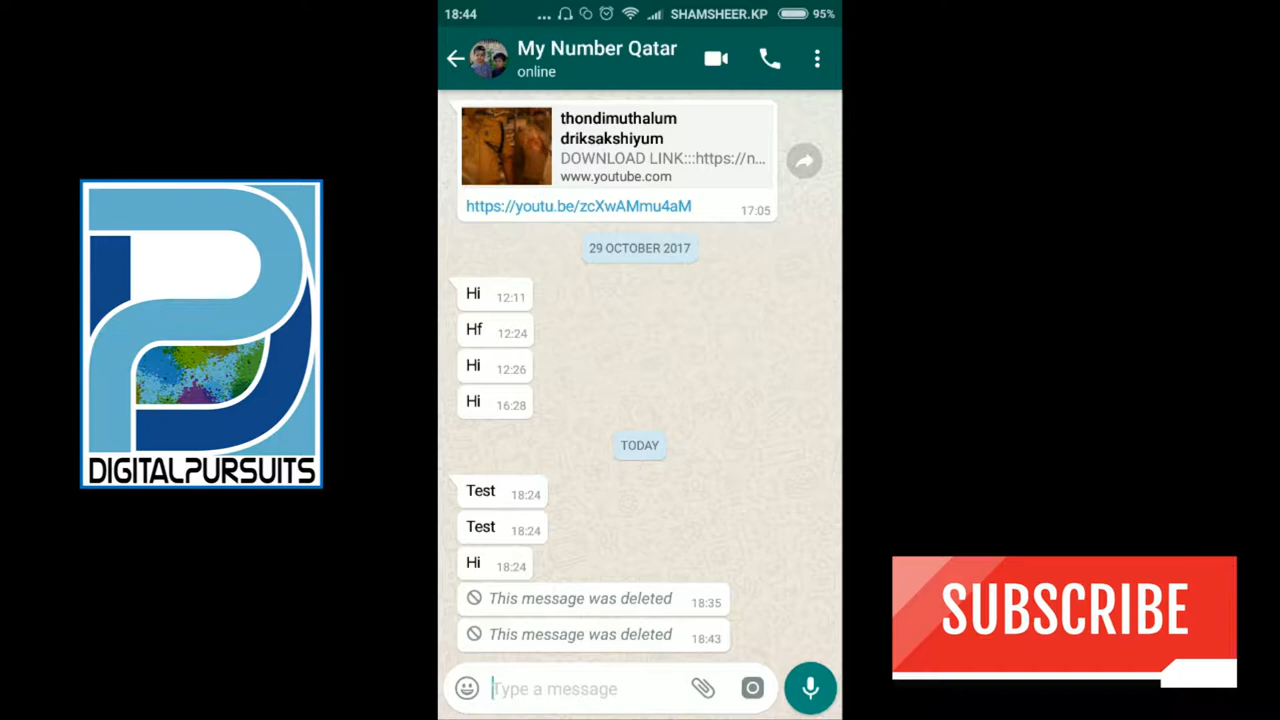 18:44 ... SHAMSHEER.KP 95%
My Number Qatar
online
thondimuthalum
driksakshiyum
DOWNLOAD LINK:::https://n...
www.youtube.com
https://youtu.be/zcXwAMmu4aM 17:05
29 OCTOBER 2017
Hi 12:11
Hf 12:24
Hi 12:26
Hi 16:28
TODAY
Test 18:24
Test 18:24
Hi 18:24
This message was deleted 18:35
This message was deleted 18:43
Type a message
DIGITALPURSUITS
SUBSCRIBE